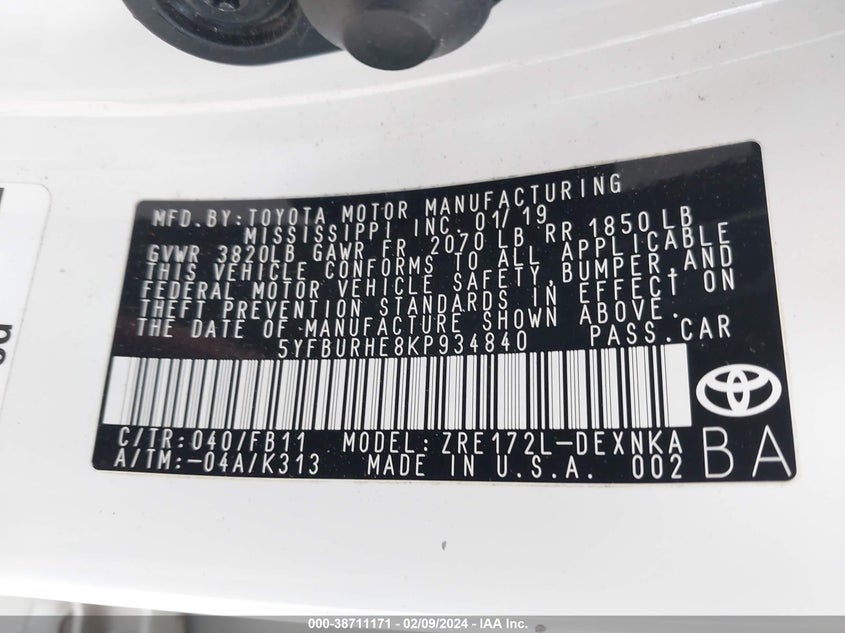 MFD.BY:TOYOTA MOTOR MANUFACTURING
MISSISSIPPI INC. 01/19
GVWR 3820LB GAWR FR 2070 LB RR 1850LB
THIS VEHICLE CONFORMS TO ALL APPLICABLE
FEDERAL MOTOR VEHICLE SAFETY,BUMPER,AND
THEFT PREVENTION STANDARDS IN EFFECT ON
THE DATE OF MANUFACTURE SHOWN ABOVE.
5YFBURHE8KP934840 PASS.CAR
C/TR:040/FB11 MODEL:ZRE172L-DEXNKA
A/TM:-04A/K313 MADE IN U.S.A. 002 BA
000-38711171 - 02/09/2024 - IAA Inc.